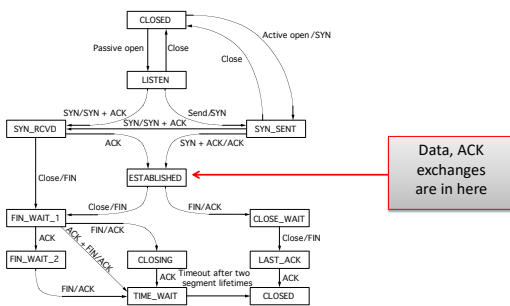 CLOSED
Active open/SYN
Passive open
Close
Close
LISTEN
SYN/SYN + ACK
Send/SYN
SYN/SYN + ACK
SYN_RCVD
SYN_SENT
ACK
SYN + ACK/ACK
Data, ACK
exchanges
are in here
Close/FIN
ESTABLISHED
Close/FIN
FIN/ACK
FIN_WAIT_1
CLOSE_WAIT
FIN/ACK
ACK
ACK + FIN/ACK
Close/FIN
FIN_WAIT_2
CLOSING
LAST_ACK
Timeout after two
segment lifetimes
ACK
ACK
FIN/ACK
TIME_WAIT
CLOSED